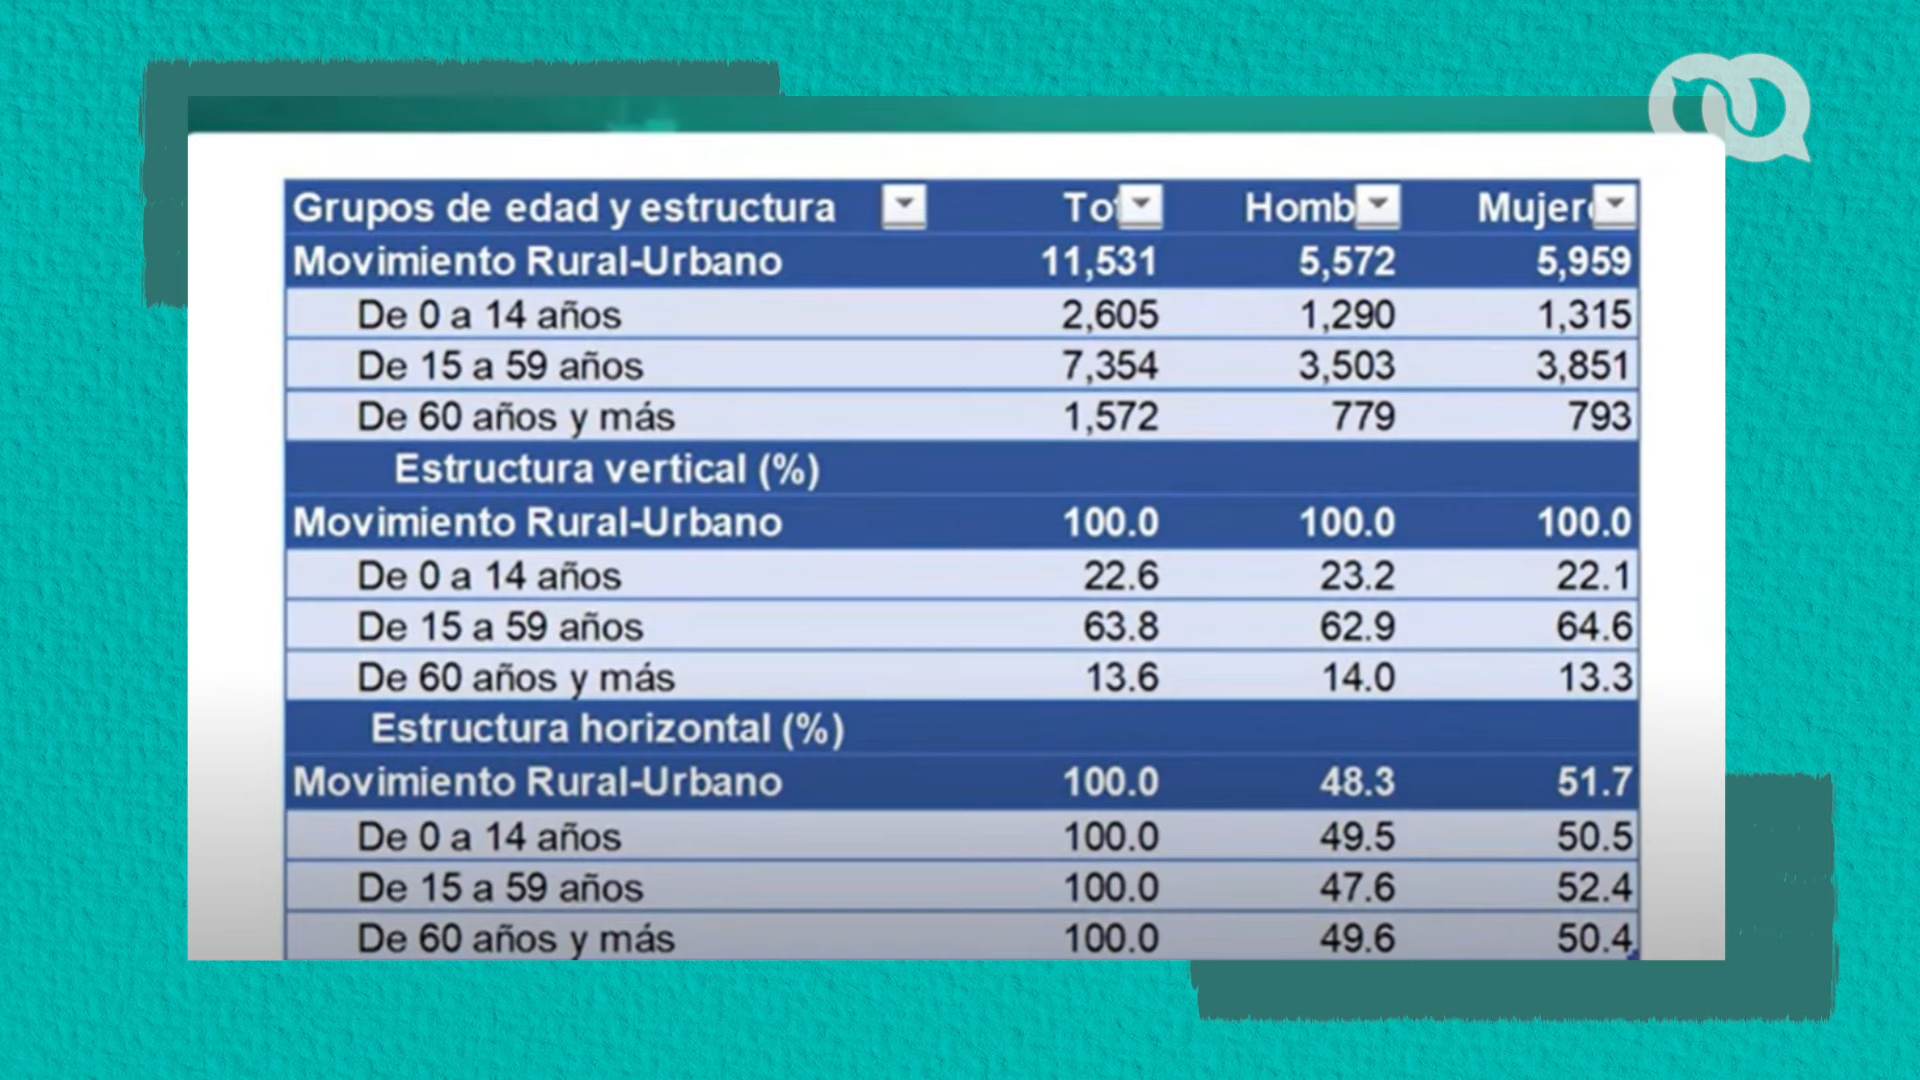 Grupos de edad y estructura Tot Homb Mujer
Movimiento Rural-Urbano 11,531 5,572 5,959
De 0 a 14 años 2,605 1,290 1,315
De 15 a 59 años 7,354 3,503 3,851
De 60 años y más 1,572 779 793
Estructura vertical (%)
Movimiento Rural-Urbano 100.0 100.0 100.0
De 0 a 14 años 22.6 23.2 22.1
De 15 a 59 años 63.8 62.9 64.6
De 60 años y más 13.6 14.0 13.3
Estructura horizontal (%)
Movimiento Rural-Urbano 100.0 48.3 51.7
De 0 a 14 años 100.0 49.5 50.5
De 15 a 59 años 100.0 47.6 52.4
De 60 años y más 100.0 49.6 50.4